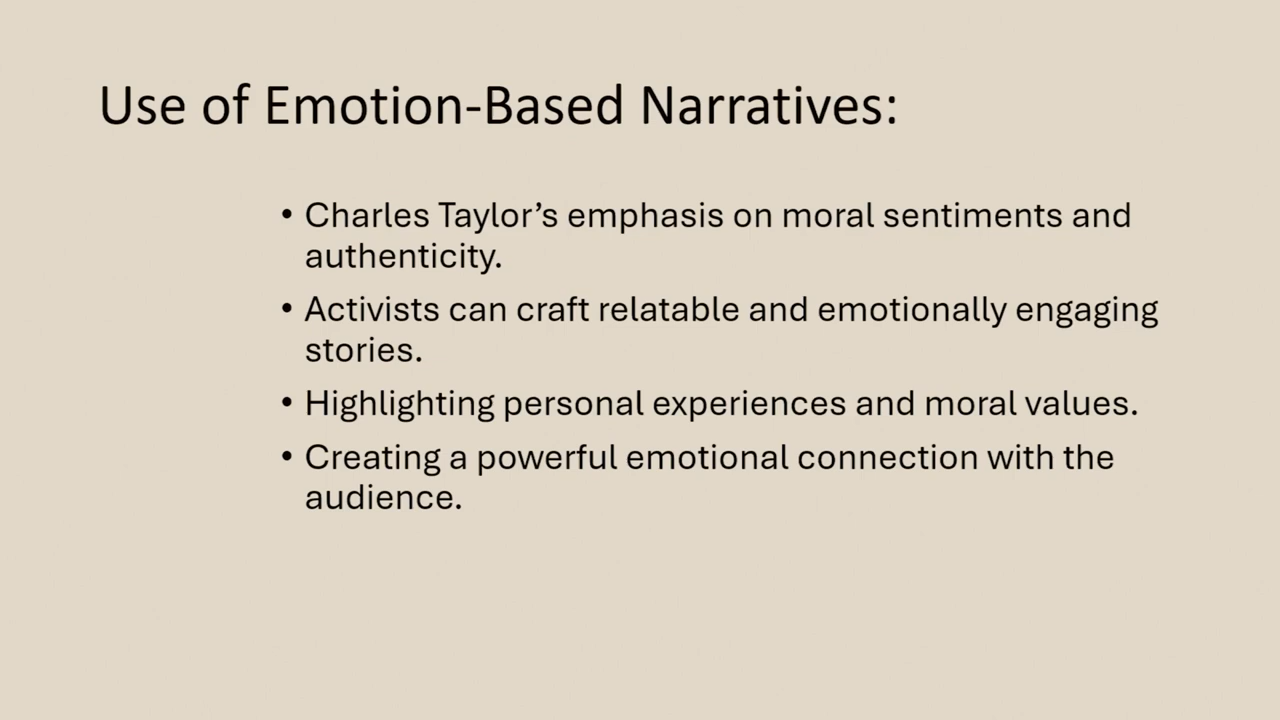 Use of Emotion-Based Narratives:
• Charles Taylor’s emphasis on moral sentiments and
authenticity.
• Activists can craft relatable and emotionally engaging
stories.
• Highlighting personal experiences and moral values.
• Creating a powerful emotional connection with the
audience.